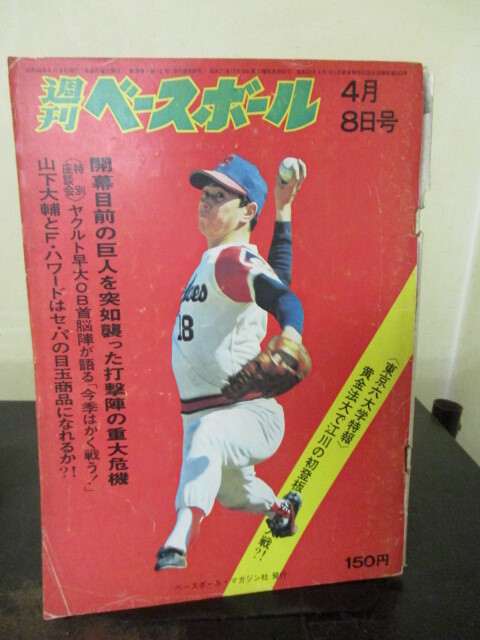 週刊
ベースボール
4月
8日号
開幕目前の巨人を突如襲った打撃陣の重大危機
〈特別座談会〉ヤクルト早大OB首脳陣が語る「今季はかく戦う!」
山下大輔とF・ハワードはセ・パの目玉商品になれるか?!
〈東京六大学特報〉
黄金法大で江川の初登板
戦?!
18
150円
ベースボール・マガジン社 発行